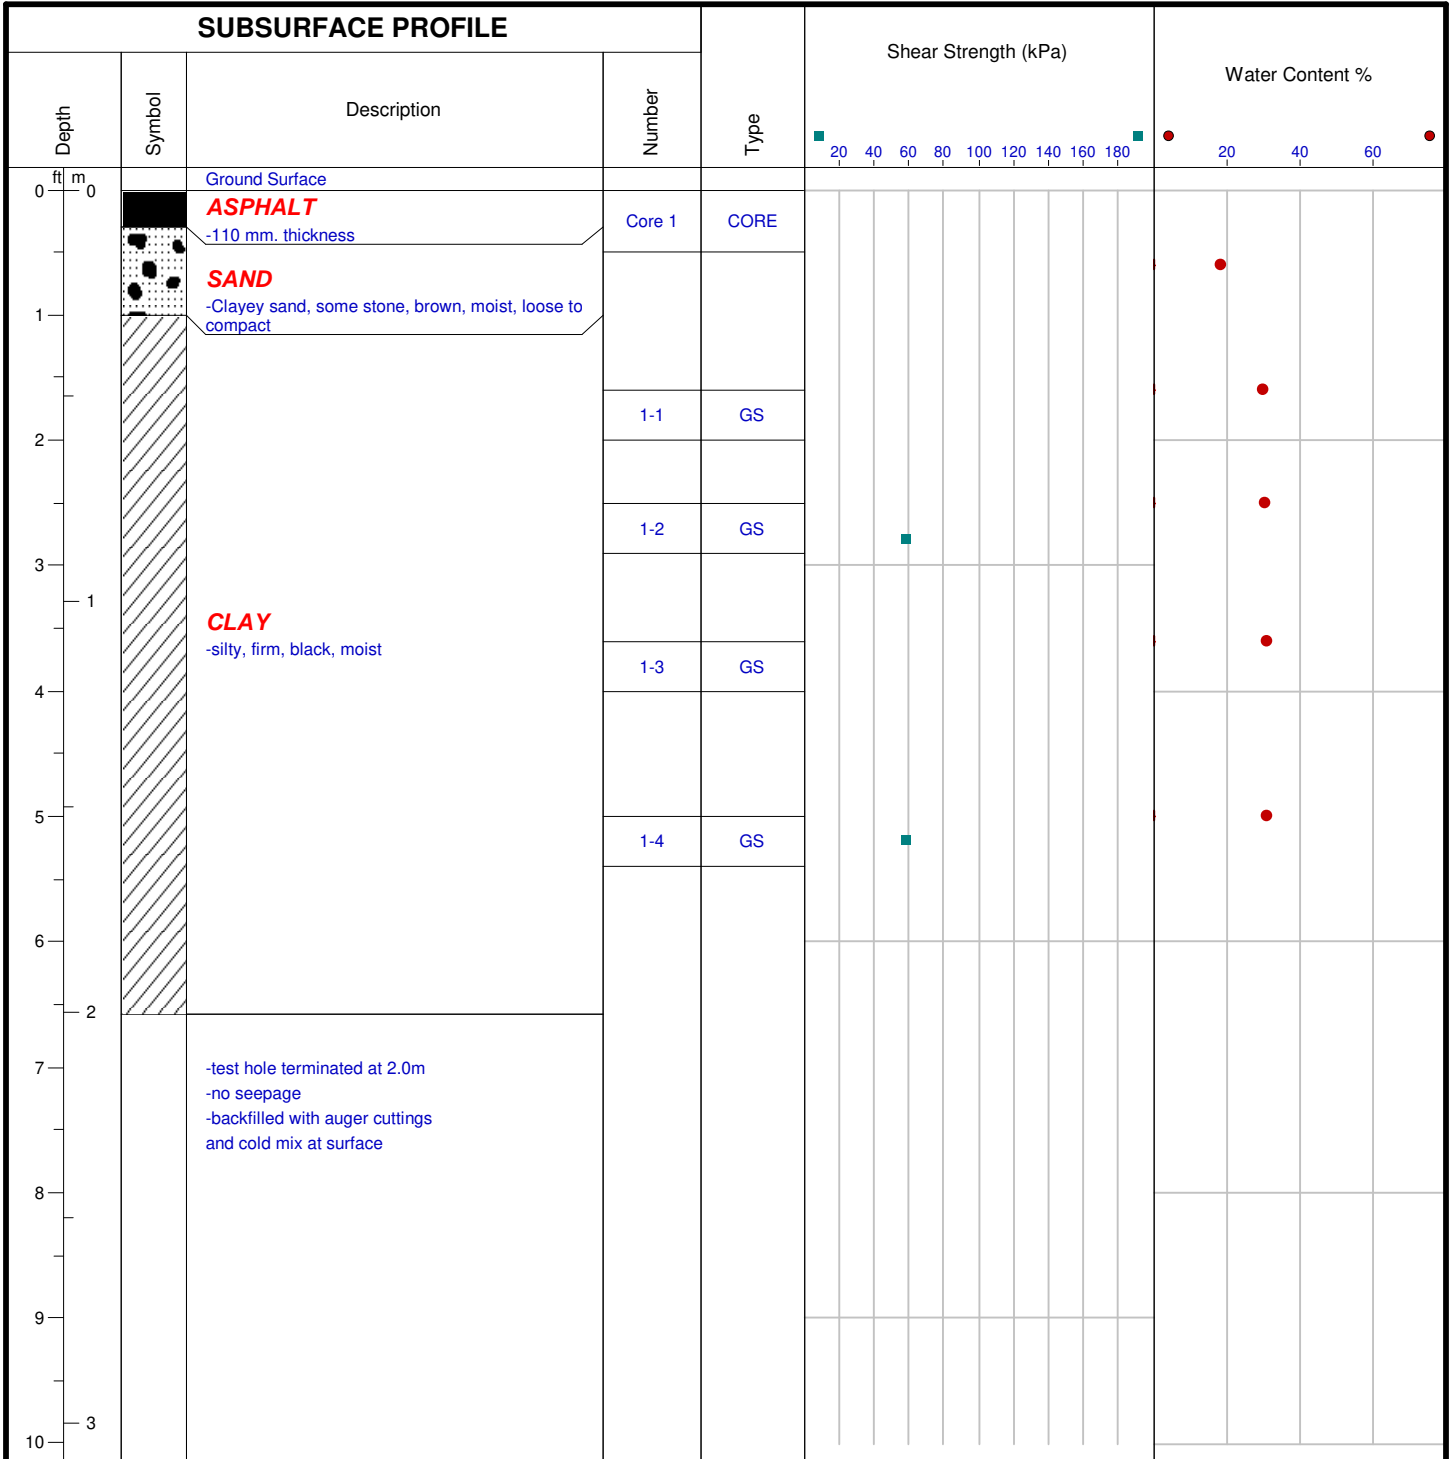 SUBSURFACE PROFILE
Depth
Symbol
Description
Number
Type
Shear Strength (kPa)
20 40 60 80 100 120 140 160 180
Water Content %
20 40 60
ft m
Ground Surface
0 0
ASPHALT
-110 mm. thickness
Core 1 CORE
SAND
-Clayey sand, some stone, brown, moist, loose to
compact
1
1-1 GS
2
1-2 GS
3
1
CLAY
-silty, firm, black, moist
1-3 GS
4
5
1-4 GS
6
2
7
-test hole terminated at 2.0m
-no seepage
-backfilled with auger cuttings
and cold mix at surface
8
9
3
10